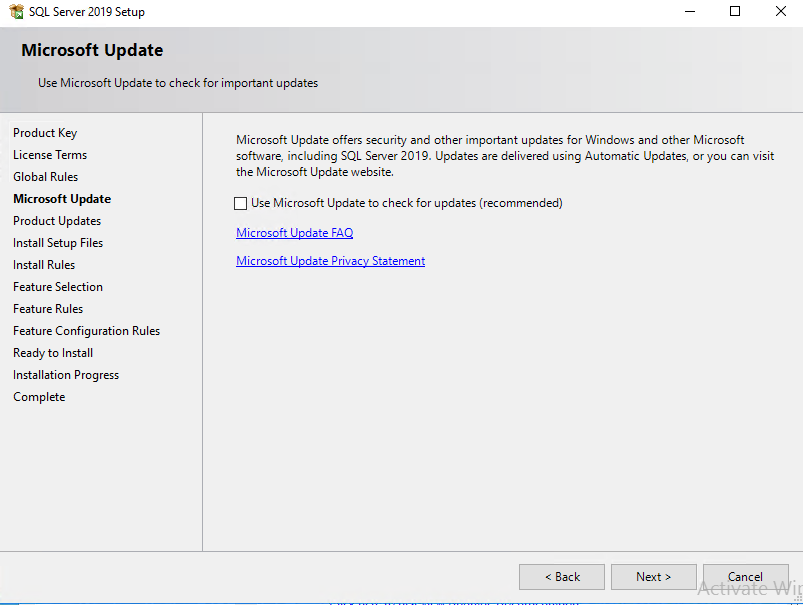 SQL Server 2019 Setup
Microsoft Update
Use Microsoft Update to check for important updates
Product Key
License Terms
Global Rules
Microsoft Update
Product Updates
Install Setup Files
Install Rules
Feature Selection
Feature Rules
Feature Configuration Rules
Ready to Install
Installation Progress
Complete
Microsoft Update offers security and other important updates for Windows and other Microsoft
software, including SQL Server 2019. Updates are delivered using Automatic Updates, or you can visit
the Microsoft Update website.
Use Microsoft Update to check for updates (recommended)
Microsoft Update FAQ
Microsoft Update Privacy Statement
< Back
Next >
Cancel
Activate